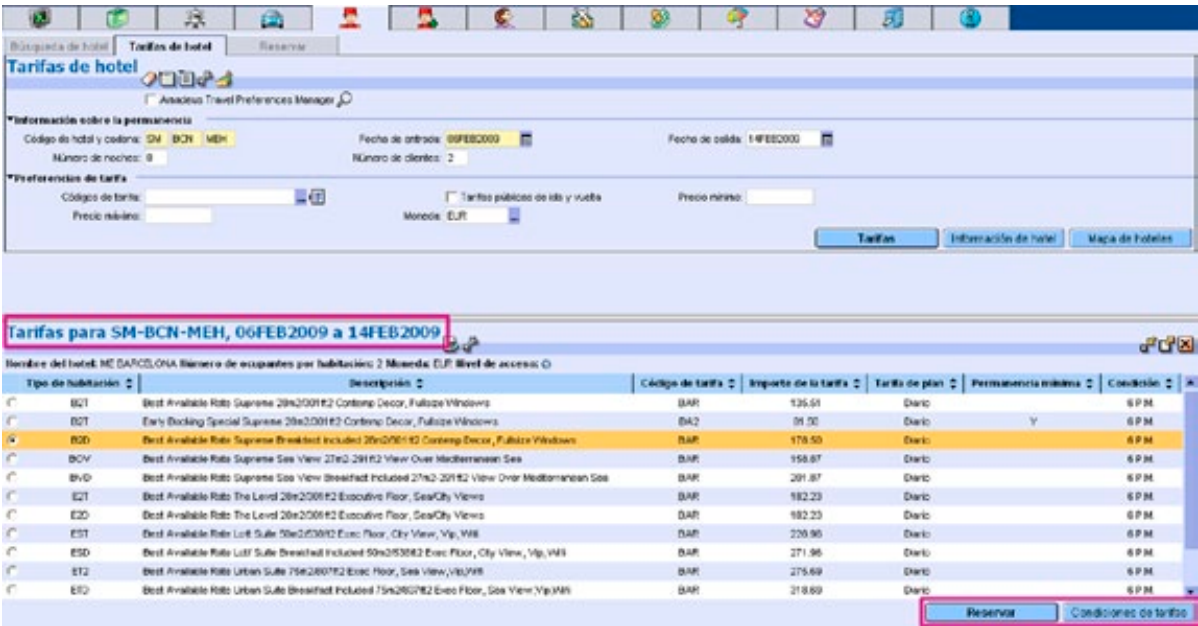 Búsqueda de hotel Tarifas de hotel Reservar
Tarifas de hotel
Amadeus Travel Preferences Manager
Información sobre la permanencia
Código de hotel y cadena: SM BCN MEH Fecha de entrada: 06FEB2009 Fecha de salida: 14FEB2009
Número de noches: 8 Número de clientes: 2
Preferencias de tarifa
Códigos de tarifa: Tarifas públicas de ida y vuelta Precio mínimo:
Precio máximo: Moneda: EUR
Tarifas Información de hotel Mapa de hoteles
Tarifas para SM-BCN-MEH, 06FEB2009 a 14FEB2009
Nombre del hotel: ME BARCELONA Número de ocupantes por habitación: 2 Moneda: EUR Nivel de acceso:
Tipo de habitación Descripción Código de tarifa Importe de la tarifa Tarifa de plan Permanencia mínima Condición
B2T Best Available Rate Supreme 28m2/301ft2 Contemp Decor, Fullsize Windows BAR Diario 6 P.M.
B2T Early Booking Special Supreme 28m2/301ft2 Contemp Decor, Fullsize Windows BA2 Diario Y 6 P.M.
B2D Best Available Rate Supreme Breakfast Included 28m2/301ft2 Contemp Decor, Fullsize Windows BAR 178.50 Diario 6 P.M.
BOV Best Available Rate Supreme Sea View 27m2-291ft2 View Over Mediterranean Sea BAR 158.87 Diario 6 P.M.
BVD Best Available Rate Supreme Sea View Breakfast Included 27m2-291ft2 View Over Mediterranean Sea BAR 201.87 Diario 6 P.M.
E2T Best Available Rate The Level 28m2/301ft2 Executive Floor, Sea/City Views BAR 182.23 Diario 6 P.M.
E2D Best Available Rate The Level 28m2/301ft2 Executive Floor, Sea/City Views BAR 182.23 Diario 6 P.M.
EST Best Available Rate Loft Suite 50m2/538ft2 Exec Floor, City View, Vip, Wifi BAR Diario 6 P.M.
ESD Best Available Rate Loft Suite Breakfast Included 50m2/538ft2 Exec Floor, City View, Vip, Wifi BAR 271.96 Diario 6 P.M.
ET2 Best Available Rate Urban Suite 75m2/807ft2 Exec Floor, Sea View,Vip,Wifi BAR 275.69 Diario 6 P.M.
ETD Best Available Rate Urban Suite Breakfast Included 75m2/807ft2 Exec Floor, Sea View,Vip,Wifi BAR 318.69 Diario 6 P.M.
Reservar Condiciones de tarifas